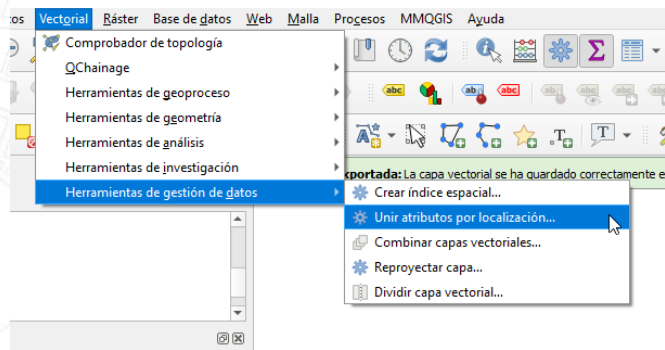 os Vectorial Ráster Base de datos Web Malla Procesos MMQGIS Ayuda
Comprobador de topología
QChainage
Herramientas de geoproceso
Herramientas de geometría
Herramientas de análisis
Herramientas de investigación
Herramientas de gestión de datos
abc
ab
abc
xportada: La capa vectorial se ha guardado correctamente e
Crear índice espacial...
Unir atributos por localización...
Combinar capas vectoriales...
Reproyectar capa...
Dividir capa vectorial...